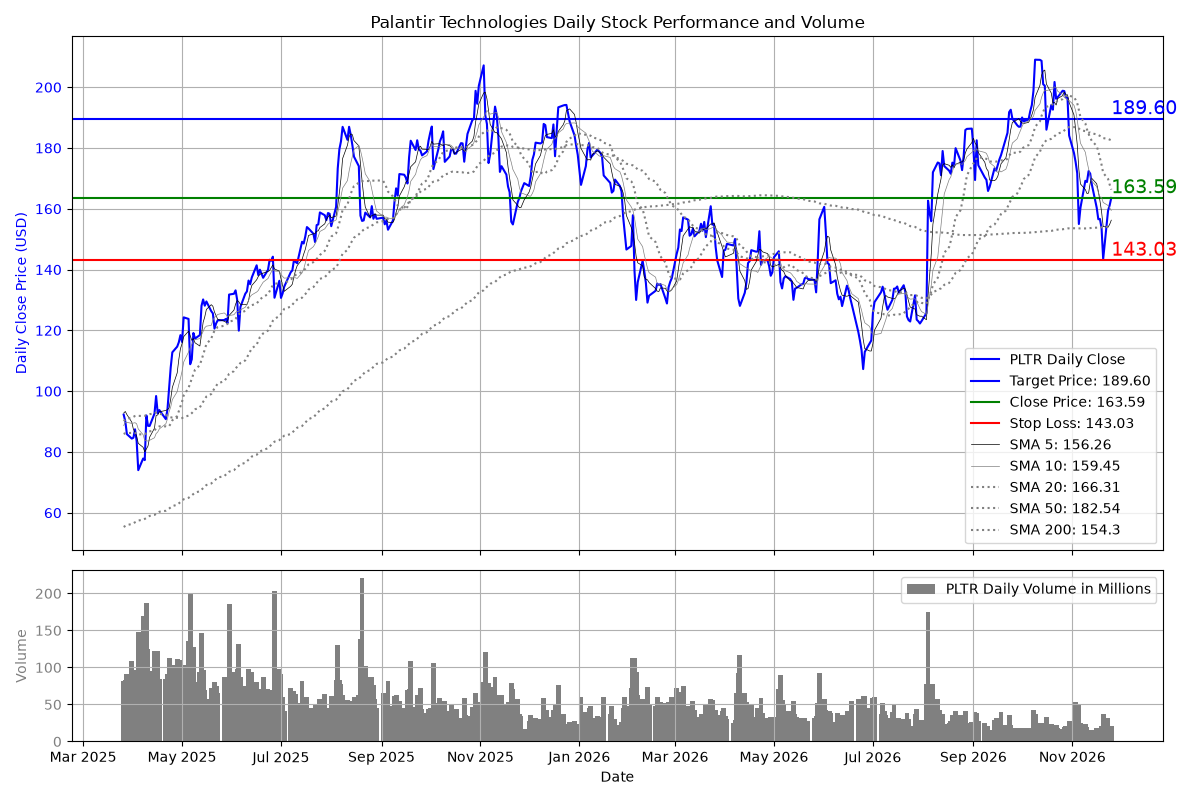 Palantir Technologies Daily Stock Performance and Volume
Daily Close Price (USD)
200
180
160
140
120
100
80
60
189.60
163.59
143.03
PLTR Daily Close
Target Price: 189.60
Close Price: 163.59
Stop Loss: 143.03
SMA 5: 156.26
SMA 10: 159.45
SMA 20: 166.31
SMA 50: 182.54
SMA 200: 154.3
Volume
200
150
100
50
0
PLTR Daily Volume in Millions
Mar 2025 May 2025 Jul 2025 Sep 2025 Nov 2025 Jan 2026 Mar 2026 May 2026 Jul 2026 Sep 2026 Nov 2026
Date